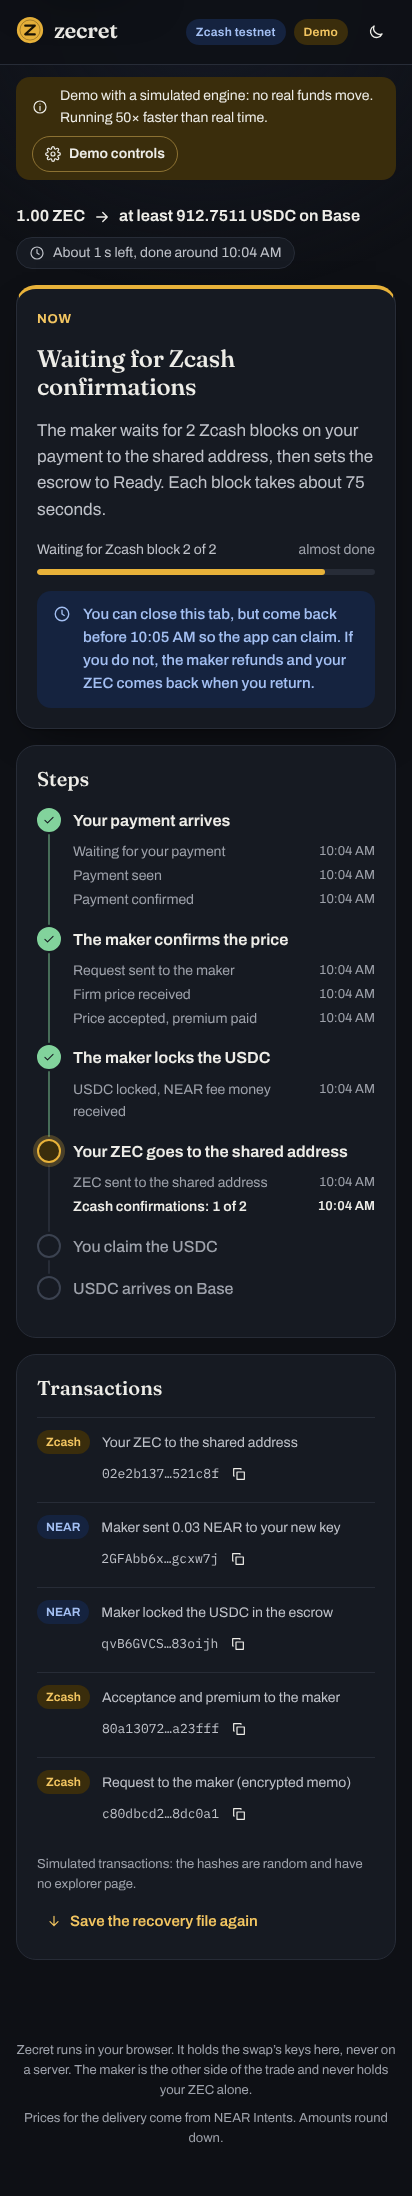 zecret
Zcash testnet
Demo
Demo with a simulated engine: no real funds move.
Running 50× faster than real time.
Demo controls
1.00 ZEC → at least 912.7511 USDC on Base
About 1 s left, done around 10:04 AM
NOW
Waiting for Zcash
confirmations
The maker waits for 2 Zcash blocks on your
payment to the shared address, then sets the
escrow to Ready. Each block takes about 75
seconds.
Waiting for Zcash block 2 of 2 almost done
You can close this tab, but come back
before 10:05 AM so the app can claim. If
you do not, the maker refunds and your
ZEC comes back when you return.
Steps
Your payment arrives
Waiting for your payment 10:04 AM
Payment seen 10:04 AM
Payment confirmed 10:04 AM
The maker confirms the price
Request sent to the maker 10:04 AM
Firm price received 10:04 AM
Price accepted, premium paid 10:04 AM
The maker locks the USDC
USDC locked, NEAR fee money 10:04 AM
received
Your ZEC goes to the shared address
ZEC sent to the shared address 10:04 AM
Zcash confirmations: 1 of 2 10:04 AM
You claim the USDC
USDC arrives on Base
Transactions
Zcash Your ZEC to the shared address
02e2b137…521c8f
NEAR Maker sent 0.03 NEAR to your new key
2GFAbb6x…gcxw7j
NEAR Maker locked the USDC in the escrow
qvB6GVCS…83oijh
Zcash Acceptance and premium to the maker
80a13072…a23fff
Zcash Request to the maker (encrypted memo)
c80dbcd2…8dc0a1
Simulated transactions: the hashes are random and have
no explorer page.
Save the recovery file again
Zecret runs in your browser. It holds the swap's keys here, never on
a server. The maker is the other side of the trade and never holds
your ZEC alone.
Prices for the delivery come from NEAR Intents. Amounts round
down.